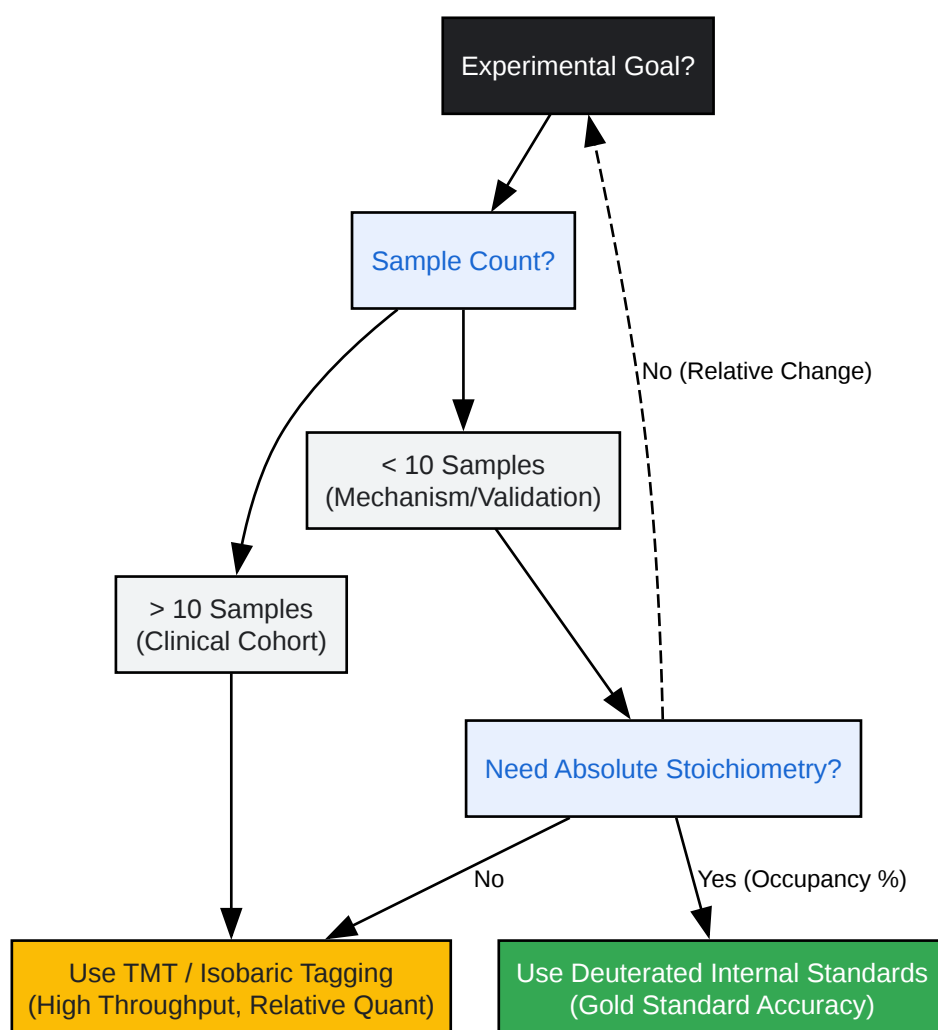 Experimental Goal?
Sample Count?
No (Relative Change)
< 10 Samples
(Mechanism/Validation)
> 10 Samples
(Clinical Cohort)
Need Absolute Stoichiometry?
No
Yes (Occupancy %)
Use TMT / Isobaric Tagging
(High Throughput, Relative Quant)
Use Deuterated Internal Standards
(Gold Standard Accuracy)